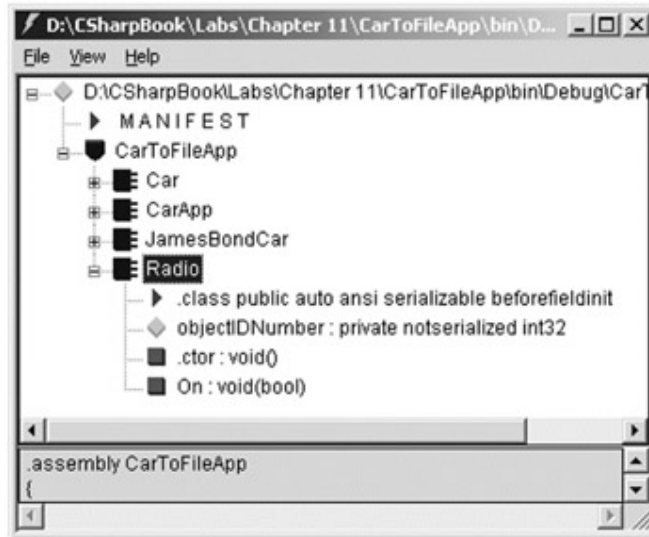 D:\CSharpBook\Labs\Chapter 11\CarToFileApp\bin\D...
File View Help
D:\CSharpBook\Labs\Chapter 11\CarToFileApp\bin\Debug\CarT
MANIFEST
CarToFileApp
Car
CarApp
JamesBondCar
Radio
.class public auto ansi serializable beforefieldinit
objectIDNumber : private notserialized int32
.ctor : void()
On : void(bool)
.assembly CarToFileApp
{